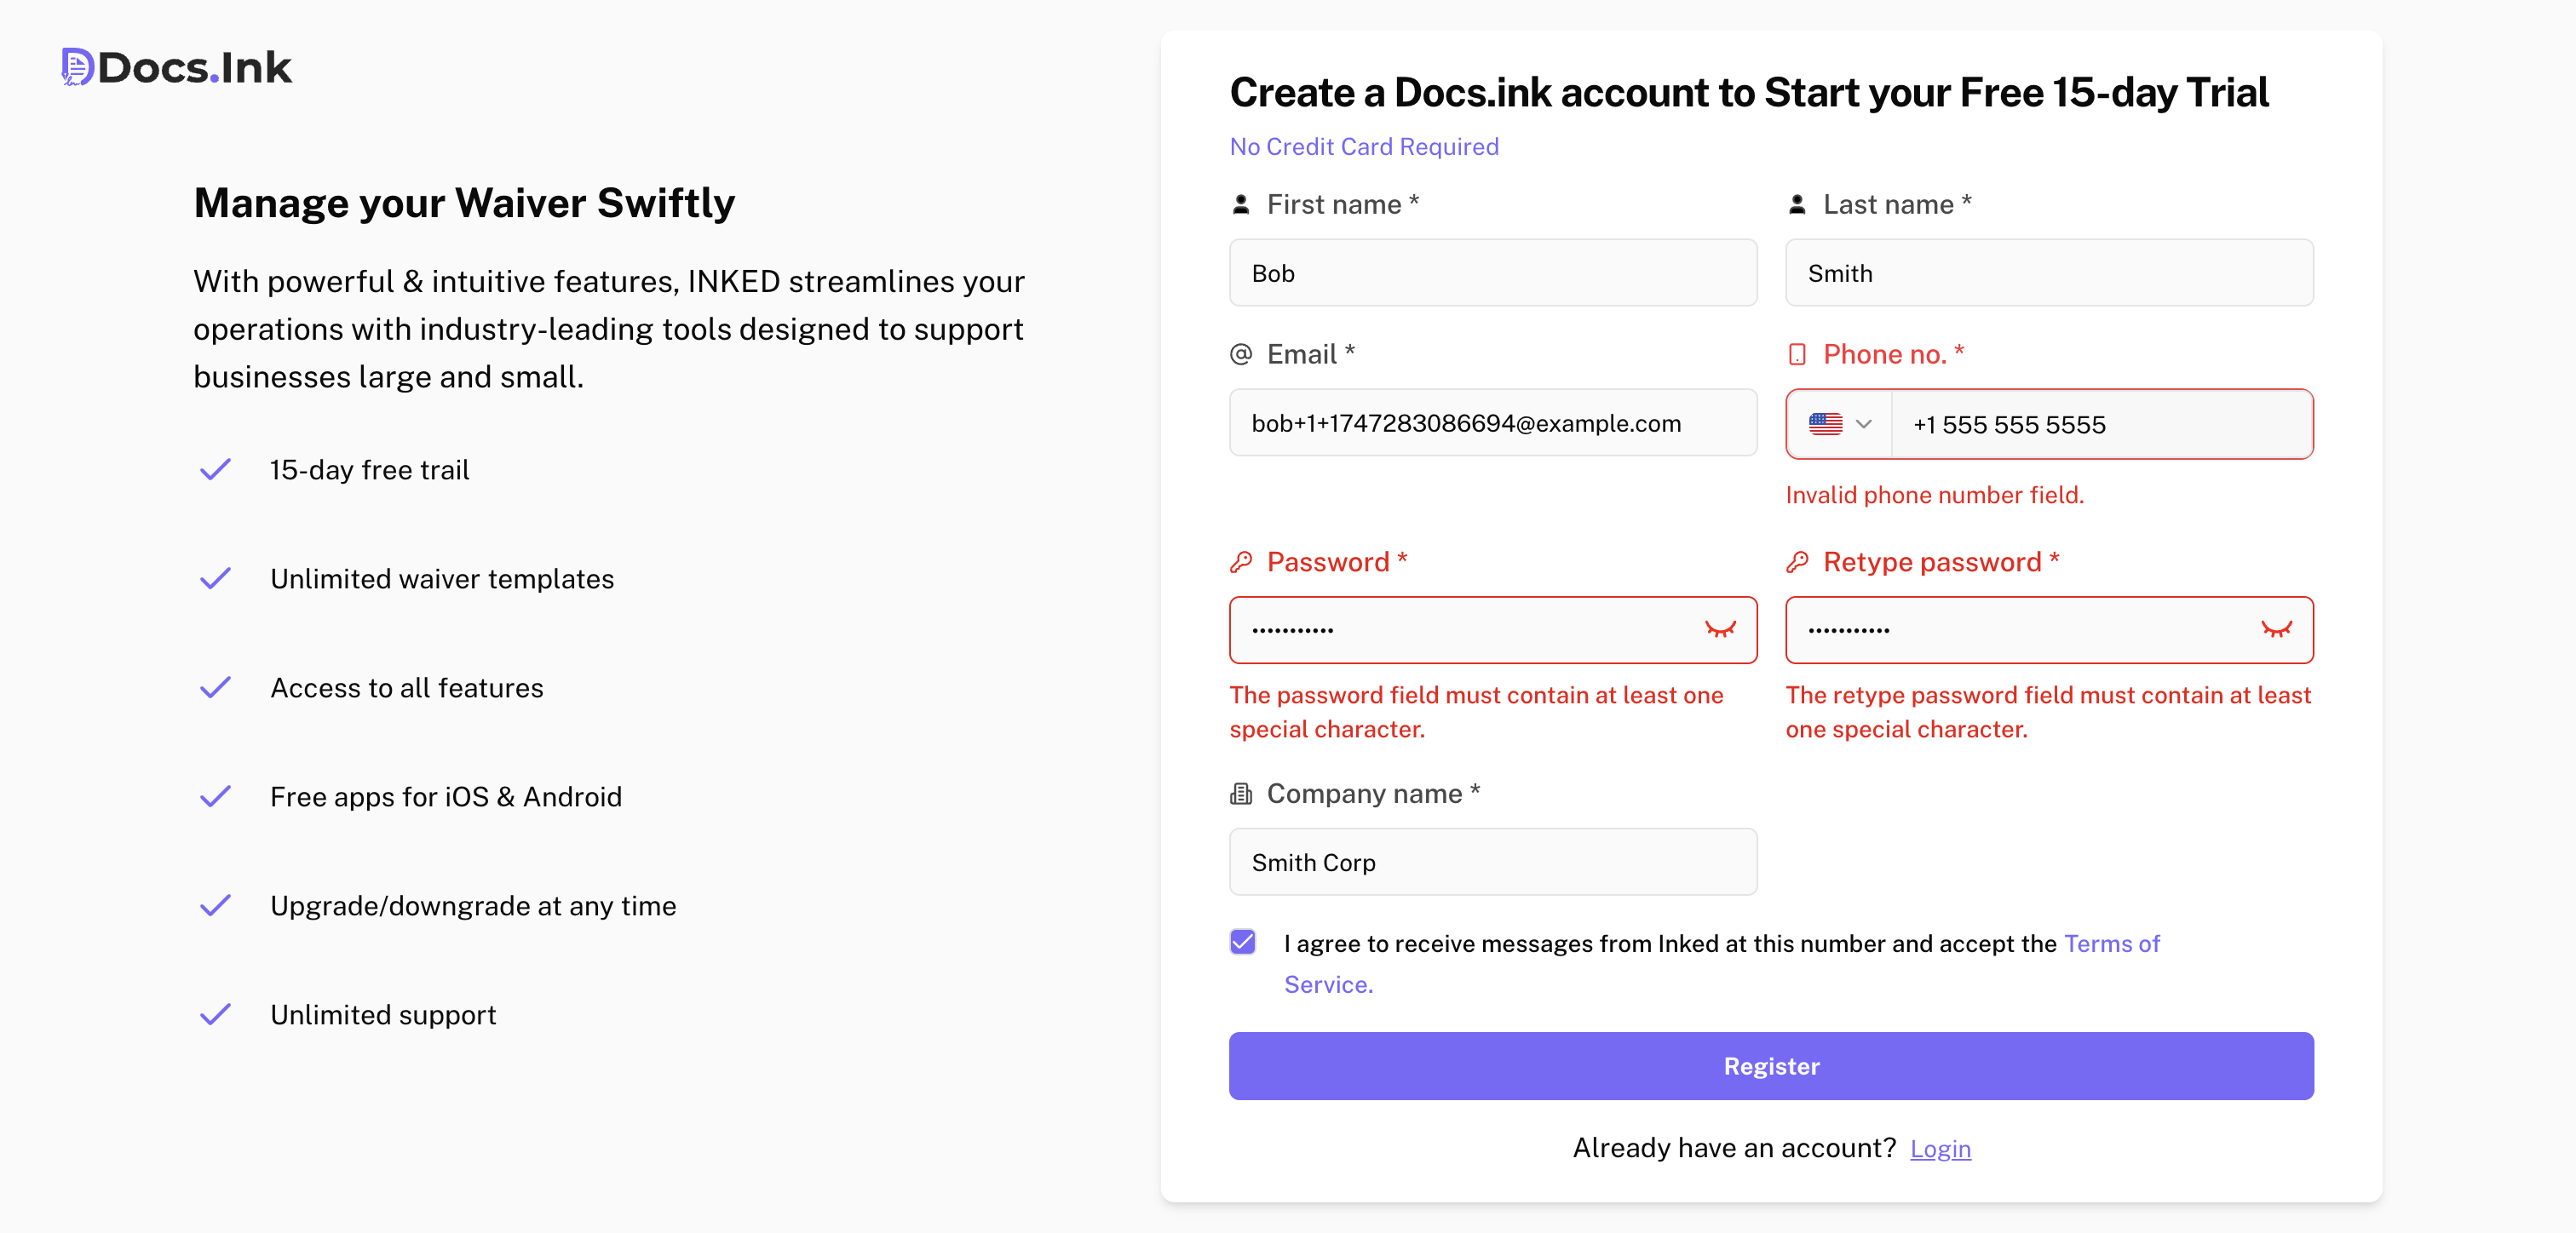 Docs.Ink
Manage your Waiver Swiftly
With powerful & intuitive features, INKED streamlines your
operations with industry-leading tools designed to support
businesses large and small.
15-day free trail
Unlimited waiver templates
Access to all features
Free apps for iOS & Android
Upgrade/downgrade at any time
Unlimited support
Create a Docs.ink account to Start your Free 15-day Trial
No Credit Card Required
First name *
Last name *
Bob
Smith
Email *
Phone no. *
bob+1+1747283086694@example.com
+1 555 555 5555
Invalid phone number field.
Password *
Retype password *
•••••••••••
•••••••••••
The password field must contain at least one
special character.
The retype password field must contain at least
one special character.
Company name *
Smith Corp
I agree to receive messages from Inked at this number and accept the Terms of
Service.
Register
Already have an account? Login